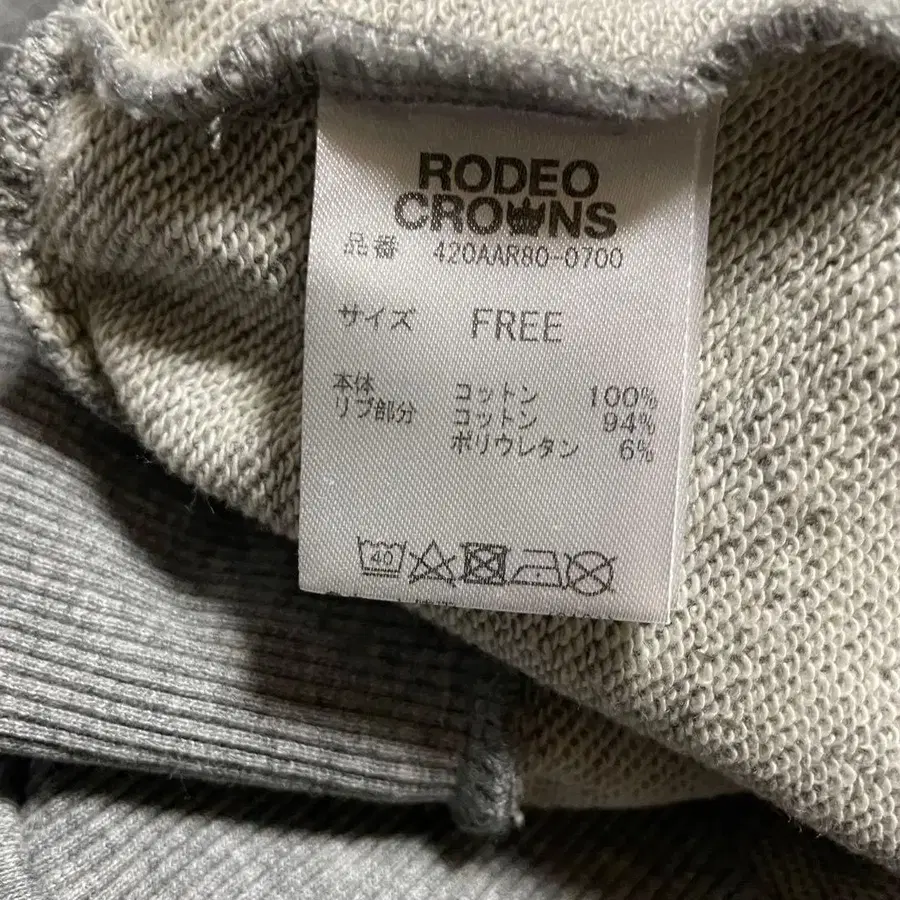 RODEO
CROWNS
品番 420AAR80-0700
サイズ FREE
本体 コットン 100%
リブ部分 コットン 94%
ポリウレタン 6%
40